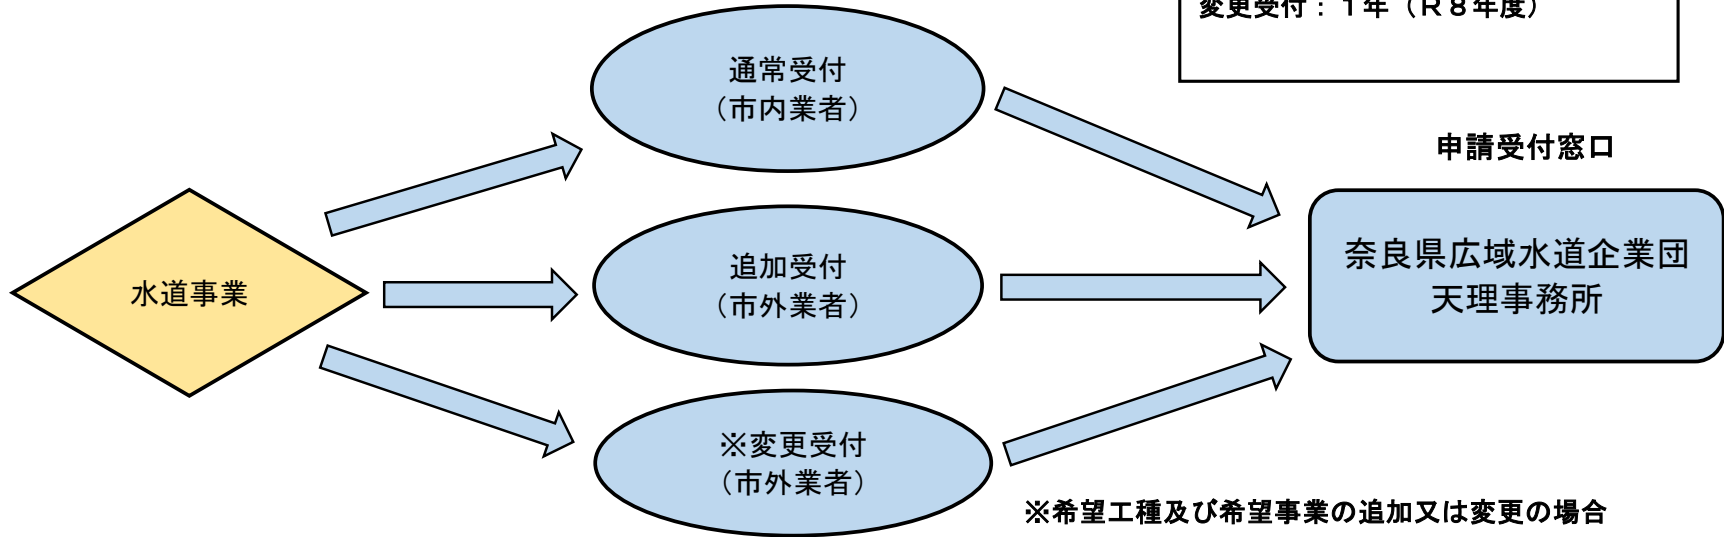 変更受付：１年（Ｒ８年度）
通常受付
（市内業者）
申請受付窓口
水道事業
追加受付
（市外業者）
奈良県広域水道企業団
天理事務所
※変更受付
（市外業者）
※希望工種及び希望事業の追加又は変更の場合